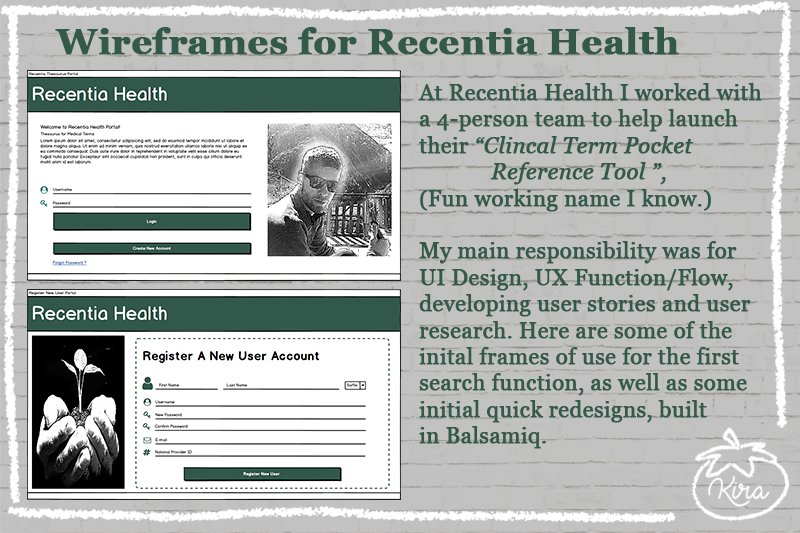 Wireframes for Recentia Health
Recentia Thesaurus Portal
Recentia Health
Welcome to Recentia Health Portal!
Thesaurus for Medical Terms
Lorem ipsum dolor sit amet, consectetur adipisicing elit, sed do eiusmod tempor incididunt ut labore et
dolore magna aliqua. Ut enim ad minim veniam, quis nostrud exercitation ullamco laboris nisi ut aliquip ex
ea commodo consequat. Duis aute irure dolor in reprehenderit in voluptate velit esse cillum dolore eu
fugiat nulla pariatur. Excepteur sint occaecat cupidatat non proident, sunt in culpa qui officia deserunt
mollit anim id est laborum.
Username
Password
Login
Create New Account
Forgot Password ?
Register New User Portal
Recentia Health
Register A New User Account
First Name Last Name Suffix
Username
New Password
Confirm Password
E-mail
National Provider ID
Register New User
At Recentia Health I worked with
a 4-person team to help launch
their “Clincal Term Pocket
Reference Tool ”,
(Fun working name I know.)
My main responsibility was for
UI Design, UX Function/Flow,
developing user stories and user
research. Here are some of the
inital frames of use for the first
search function, as well as some
initial quick redesigns, built
in Balsamiq.
Kira